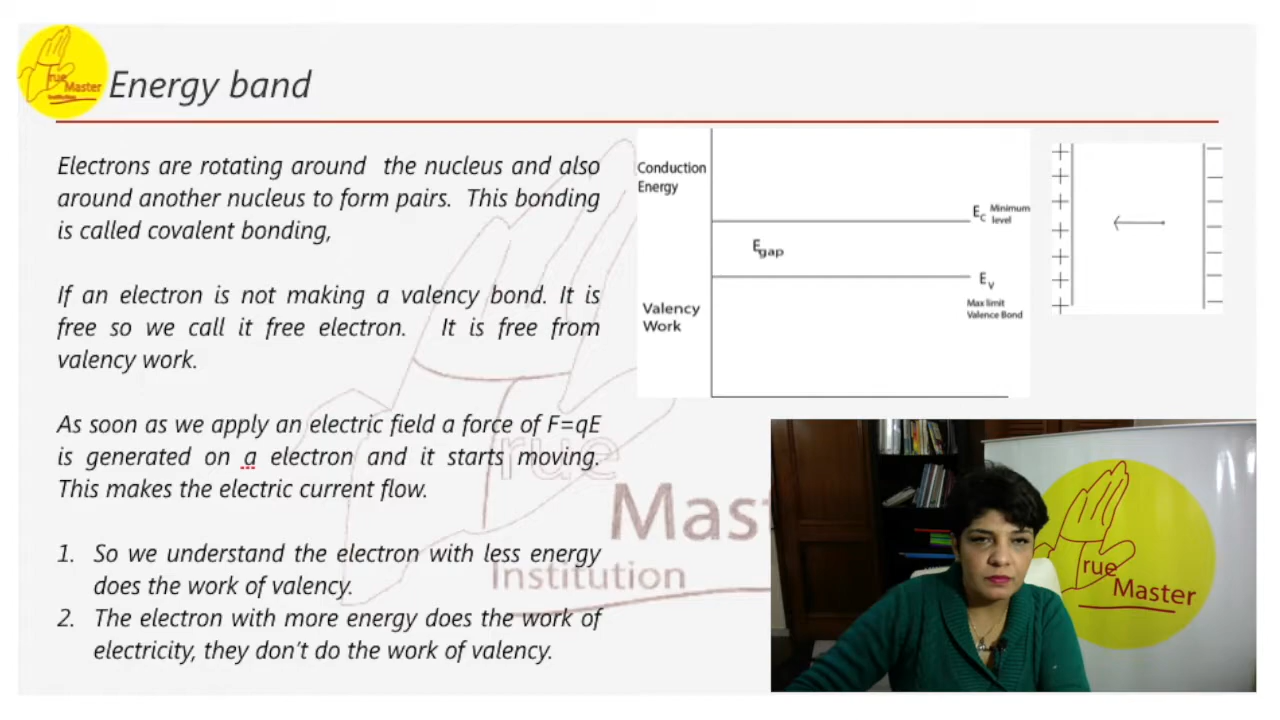 rue
Master
Energy band
Electrons are rotating around the nucleus and also
around another nucleus to form pairs. This bonding
is called covalent bonding,
If an electron is not making a valency bond. It is
free so we call it free electron. It is free from
valency work.
As soon as we apply an electric field a force of F=qE
is generated on a electron and it starts moving.
This makes the electric current flow.
1. So we understand the electron with less energy
does the work of valency.
2. The electron with more energy does the work of
electricity, they don't do the work of valency.
Conduction
Energy
Ec Minimum
level
Egap
Ev
Max limit
Valence Bond
Valency
Work
+ + + + + + +
rue
Mas
Institution
rue
Master